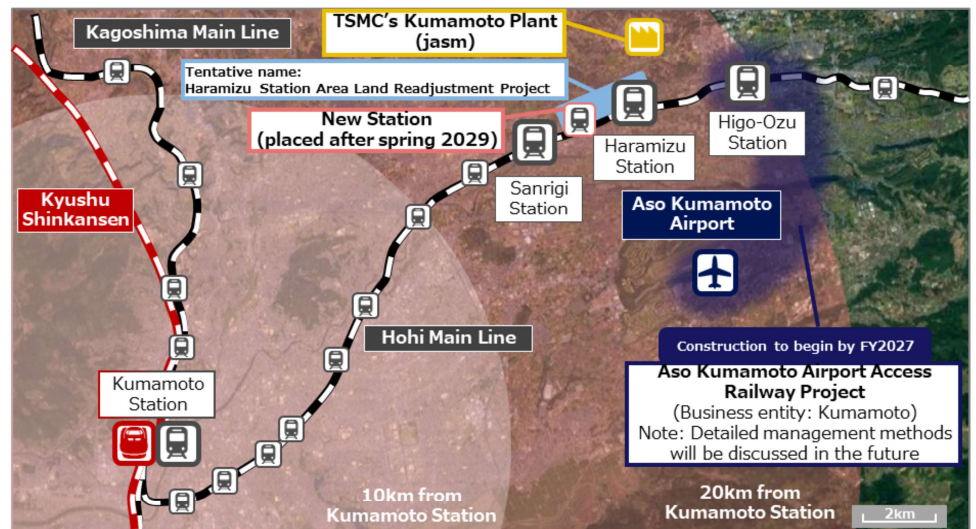 Kagoshima Main Line
TSMC's Kumamoto Plant
(jasm)
Tentative name:
Haramizu Station Area Land Readjustment Project
New Station
(placed after spring 2029)
Sanrigi
Station
Haramizu
Station
Higo-Ozu
Station
Kyushu
Shinkansen
Aso Kumamoto
Airport
Hohi Main Line
Kumamoto
Station
Construction to begin by FY2027
Aso Kumamoto Airport Access
Railway Project
(Business entity: Kumamoto)
Note: Detailed management methods
will be discussed in the future
10km from
Kumamoto Station
20km from
Kumamoto Station
2km